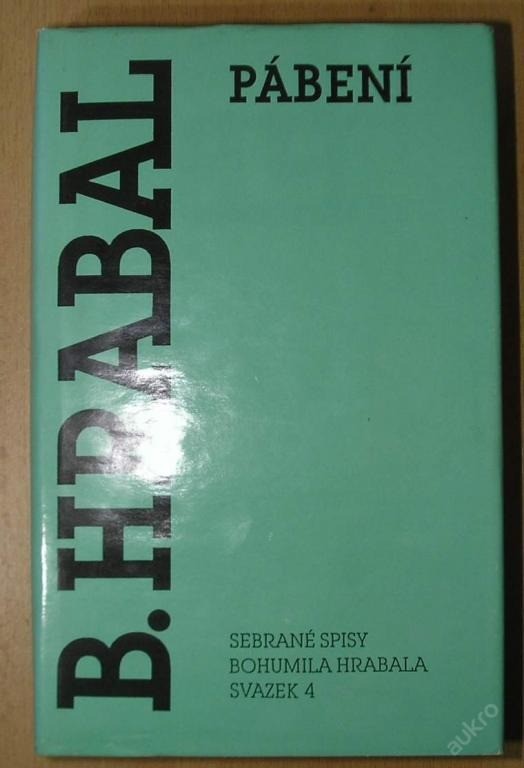 B. HRABAL
PÁBENÍ
SEBRANÉ SPISY
BOHUMILA HRABALA
SVAZEK 4
aukro